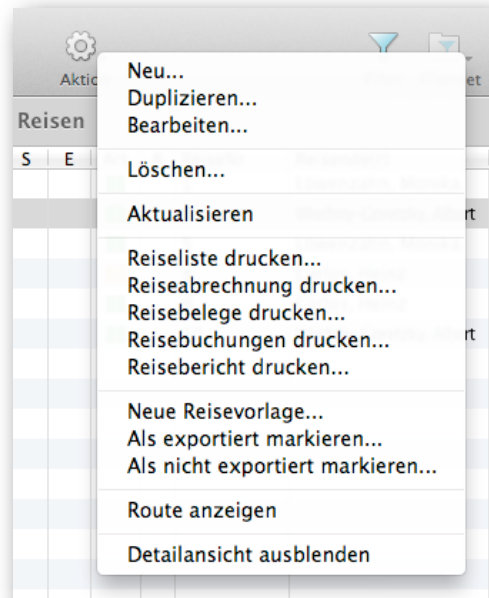 Neu...
Duplizieren...
Bearbeiten...
Reisen
S E
Löschen...
Aktualisieren
Reiseliste drucken...
Reiseabrechnung drucken...
Reisebelege drucken...
Reisebuchungen drucken...
Reisebericht drucken...
Neue Reisevorlage...
Als exportiert markieren...
Als nicht exportiert markieren...
Route anzeigen
Detailansicht ausblenden